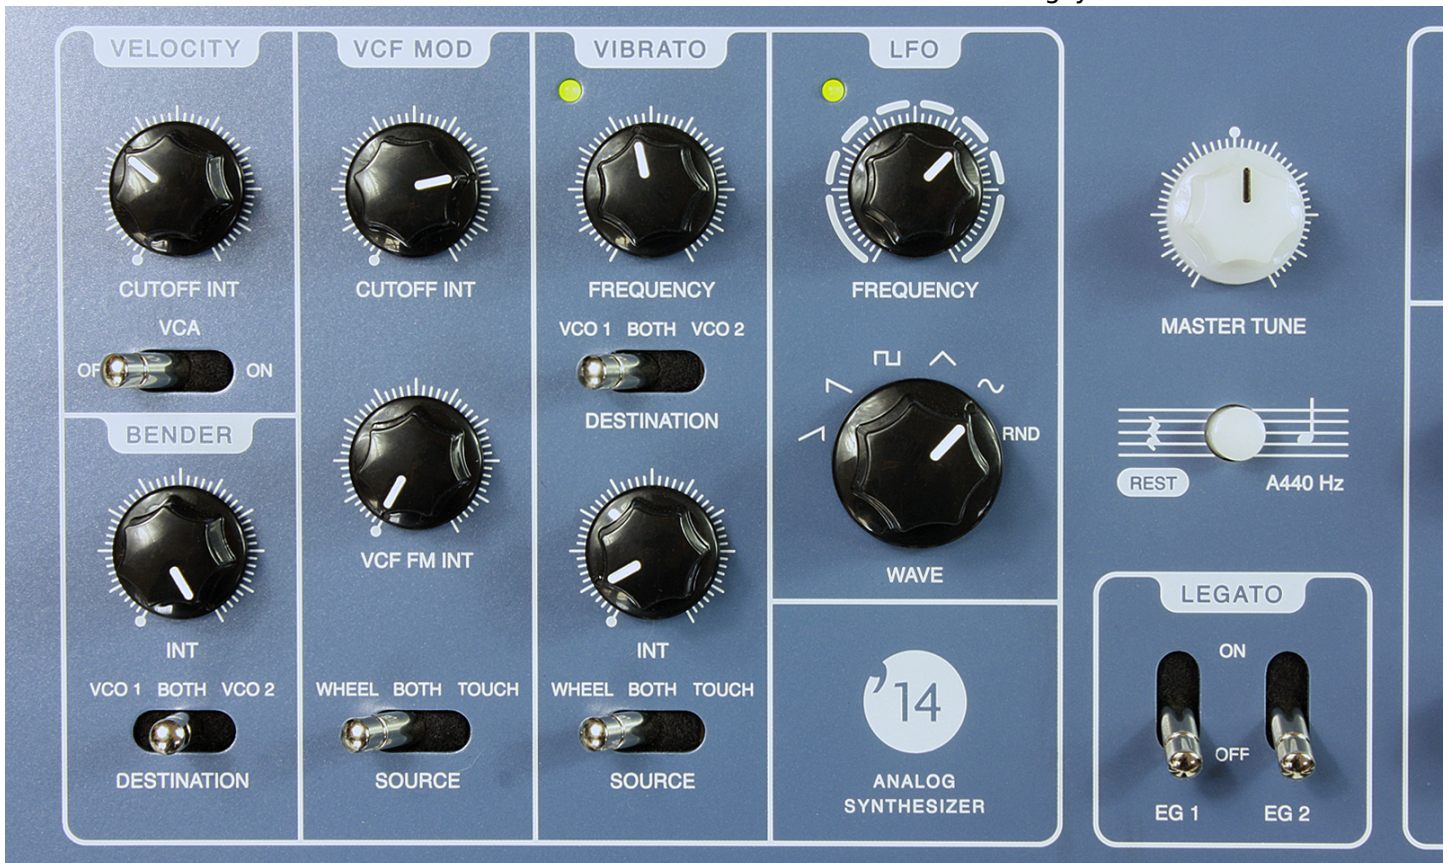 VELOCITY
CUTOFF INT
VCA
ON
BENDER
INT
VCO 1 BOTH VCO 2
DESTINATION
VCF MOD
CUTOFF INT
VCF FM INT
WHEEL BOTH TOUCH
SOURCE
VIBRATO
FREQUENCY
VCO 1 BOTH VCO 2
DESTINATION
INT
WHEEL BOTH TOUCH
SOURCE
LFO
FREQUENCY
RND
WAVE
’14
ANALOG
SYNTHESIZER
MASTER TUNE
REST
A440 Hz
LEGATO
ON
OFF
EG 1
EG 2